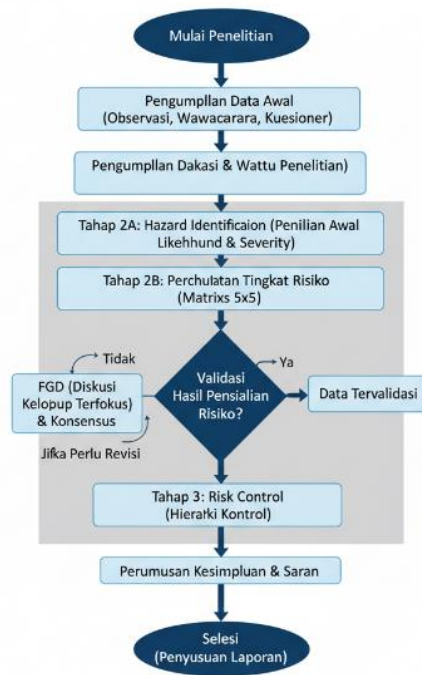 Mulai Penelitian
Pengumpllan Data Awal
(Observasi, Wawacarara, Kuesioner)
Pengumpllan Dakasi & Wattu Penelitian)
Tahap 2A: Hazard Identificaion (Penilian Awal
Likehhund & Severity)
Tahap 2B: Perchulatan Tingkat Risiko
(Matrixs 5x5)
Tidak
Ya
Validasi
Hasil Pensialian
Risiko?
FGD (Diskusi
Kelopup Terfokus)
& Konsensus
Data Tervalidasi
Jifka Perlu Revisi
Tahap 3: Risk Control
(Hieratki Kontrol)
Perumusan Kesimpluan & Saran
Selesi
(Penyusuan Laporan)